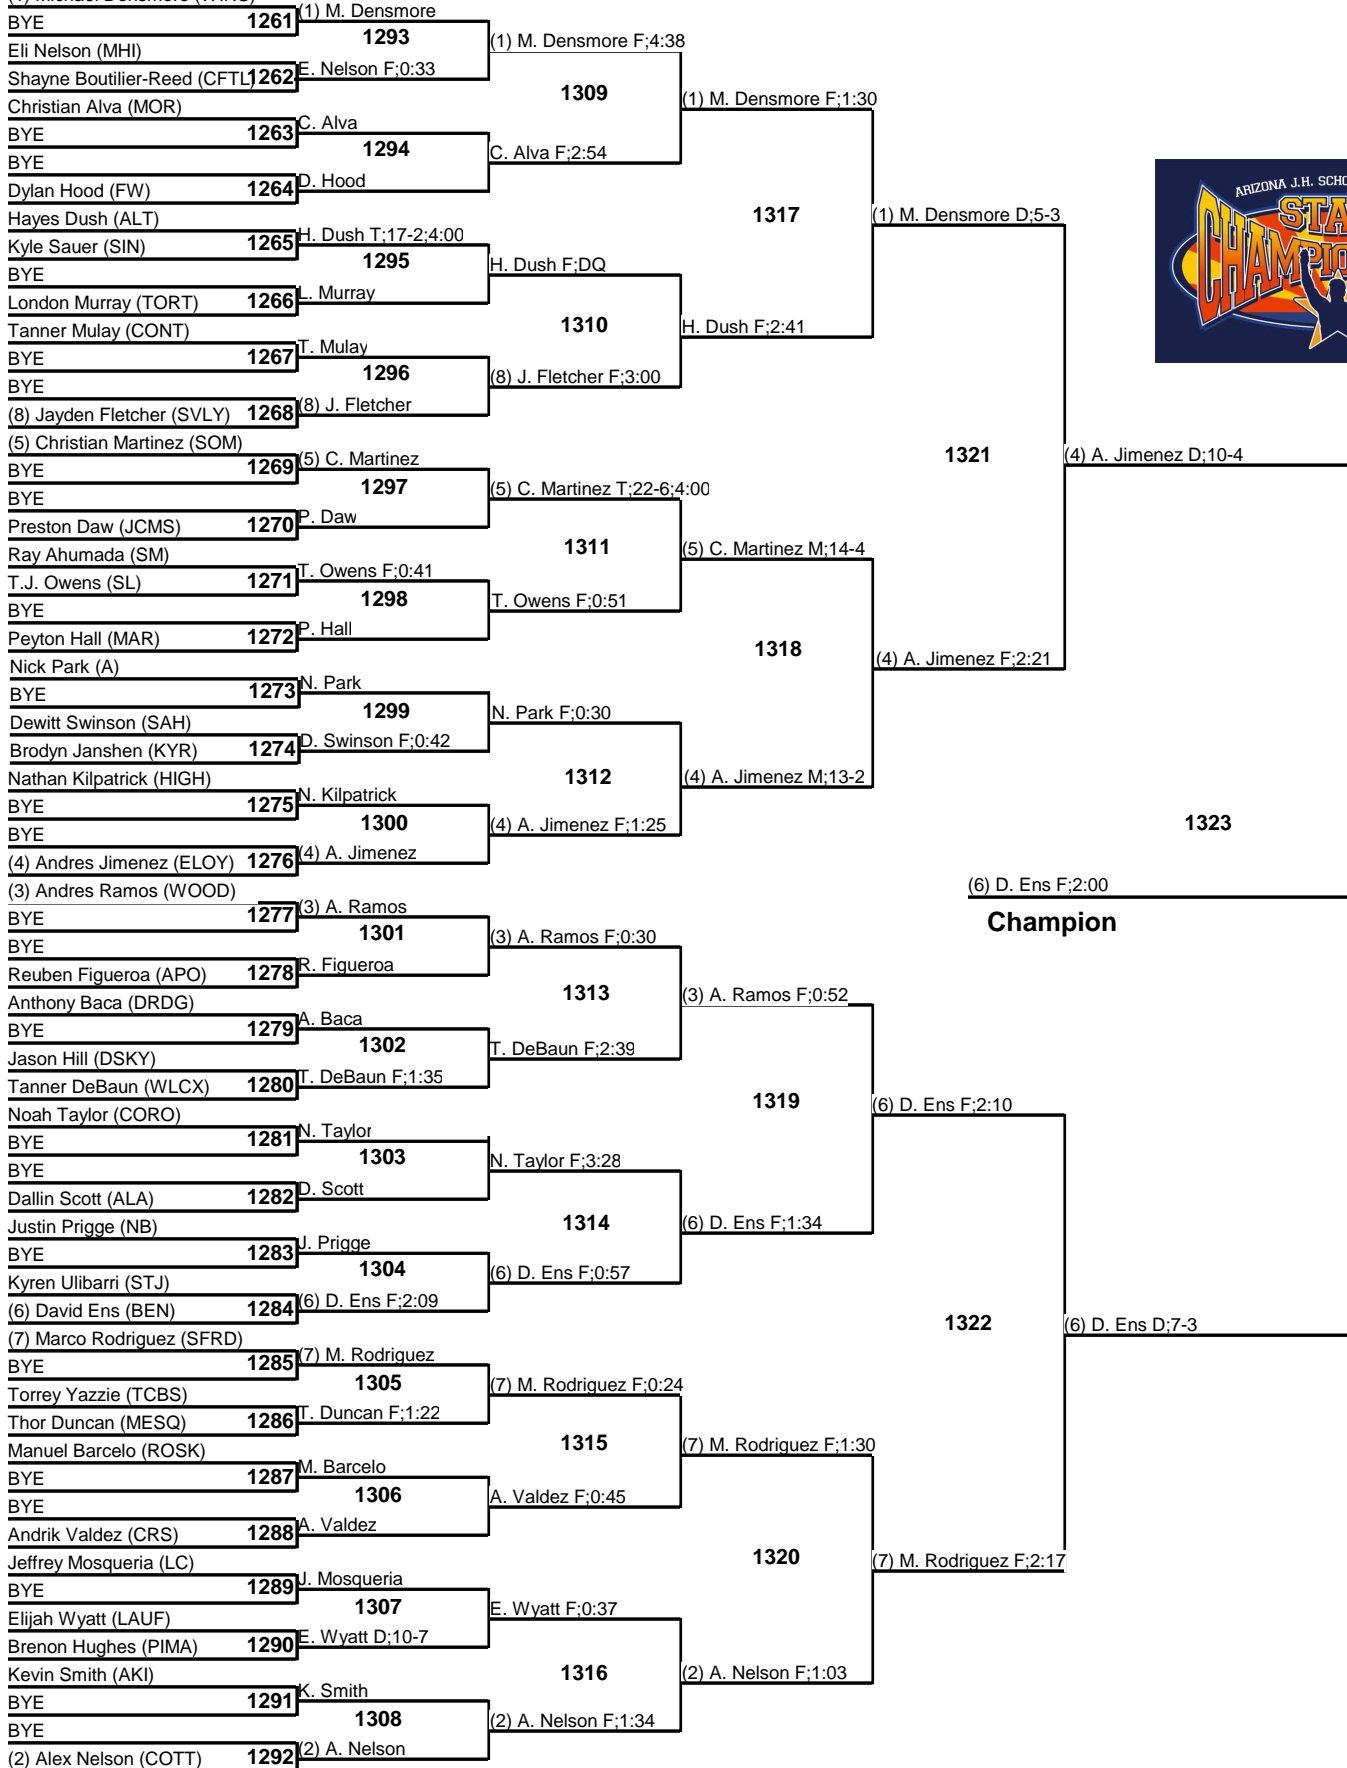 BYE
1261
(1) M. Densmore
1293
(1) M. Densmore F;4:38
Eli Nelson (MHI)
Shayne Boutilier-Reed (CFTL)
1262
E. Nelson F;0:33
1309
(1) M. Densmore F;1:30
Christian Alva (MOR)
BYE
1263
C. Alva
1294
C. Alva F;2:54
BYE
Dylan Hood (FW)
1264
D. Hood
1317
(1) M. Densmore D;5-3
Hayes Dush (ALT)
Kyle Sauer (SIN)
1265
H. Dush T;17-2;4:00
1295
H. Dush F;DQ
BYE
London Murray (TORT)
1266
L. Murray
1310
H. Dush F;2:41
Tanner Mulay (CONT)
BYE
1267
T. Mulay
1296
(8) J. Fletcher F;3:00
BYE
(8) Jayden Fletcher (SVLY)
1268
(8) J. Fletcher
ARIZONA J.H. SCHO
STA
CHAMPIO
1321
(4) A. Jimenez D;10-4
(5) Christian Martinez (SOM)
BYE
1269
(5) C. Martinez
1297
(5) C. Martinez T;22-6;4:00
BYE
Preston Daw (JCMS)
1270
P. Daw
1311
(5) C. Martinez M;14-4
Ray Ahumada (SM)
T.J. Owens (SL)
1271
T. Owens F;0:41
1298
T. Owens F;0:51
BYE
Peyton Hall (MAR)
1272
P. Hall
1318
(4) A. Jimenez F;2:21
Nick Park (A)
BYE
1273
N. Park
1299
N. Park F;0:30
Dewitt Swinson (SAH)
Brodyn Janshen (KYR)
1274
D. Swinson F;0:42
1312
(4) A. Jimenez M;13-2
Nathan Kilpatrick (HIGH)
BYE
1275
N. Kilpatrick
1300
(4) A. Jimenez F;1:25
BYE
(4) Andres Jimenez (ELOY)
1276
(4) A. Jimenez
1323
(6) D. Ens F;2:00
Champion
(3) Andres Ramos (WOOD)
BYE
1277
(3) A. Ramos
1301
(3) A. Ramos F;0:30
BYE
Reuben Figueroa (APO)
1278
R. Figueroa
1313
(3) A. Ramos F;0:52
Anthony Baca (DRDG)
BYE
1279
A. Baca
1302
T. DeBaun F;2:39
Jason Hill (DSKY)
Tanner DeBaun (WLCX)
1280
T. DeBaun F;1:35
1319
(6) D. Ens F;2:10
Noah Taylor (CORO)
BYE
1281
N. Taylor
1303
N. Taylor F;3:28
BYE
Dallin Scott (ALA)
1282
D. Scott
1314
(6) D. Ens F;1:34
Justin Prigge (NB)
BYE
1283
J. Prigge
1304
(6) D. Ens F;0:57
Kyren Ulibarri (STJ)
(6) David Ens (BEN)
1284
(6) D. Ens F;2:09
1322
(6) D. Ens D;7-3
(7) Marco Rodriguez (SFRD)
BYE
1285
(7) M. Rodriguez
1305
(7) M. Rodriguez F;0:24
Torrey Yazzie (TCBS)
Thor Duncan (MESQ)
1286
T. Duncan F;1:22
1315
(7) M. Rodriguez F;1:30
Manuel Barcelo (ROSK)
BYE
1287
M. Barcelo
1306
A. Valdez F;0:45
BYE
Andrik Valdez (CRS)
1288
A. Valdez
1320
(7) M. Rodriguez F;2:17
Jeffrey Mosqueria (LC)
BYE
1289
J. Mosqueria
1307
E. Wyatt F;0:37
Elijah Wyatt (LAUF)
Brenon Hughes (PIMA)
1290
E. Wyatt D;10-7
1316
(2) A. Nelson F;1:03
Kevin Smith (AKI)
BYE
1291
K. Smith
1308
(2) A. Nelson F;1:34
BYE
(2) Alex Nelson (COTT)
1292
(2) A. Nelson